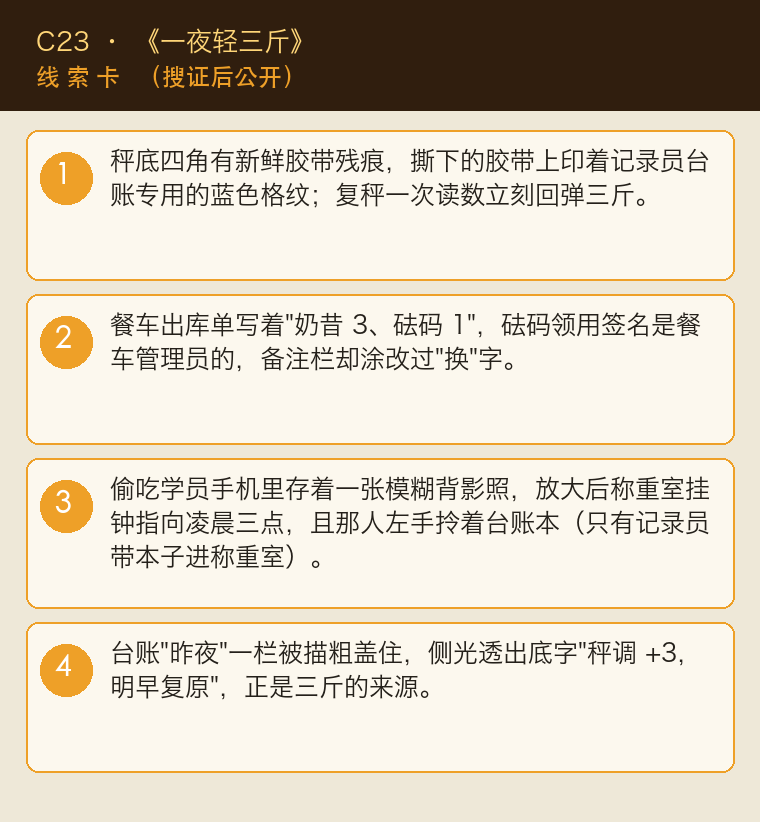 C23 · 《一夜轻三斤》
线 索 卡 （搜证后公开）
1
秤底四角有新鲜胶带残痕，撕下的胶带上印着记录员台
账专用的蓝色格纹；复秤一次读数立刻回弹三斤。
2
餐车出库单写着"奶昔 3、砝码 1"，砝码领用签名是餐
车管理员的，备注栏却涂改过"换"字。
3
偷吃学员手机里存着一张模糊背影照，放大后称重室挂
钟指向凌晨三点，且那人左手拎着台账本（只有记录员
带本子进称重室）。
4
台账"昨夜"一栏被描粗盖住，侧光透出底字"秤调 +3，
明早复原"，正是三斤的来源。